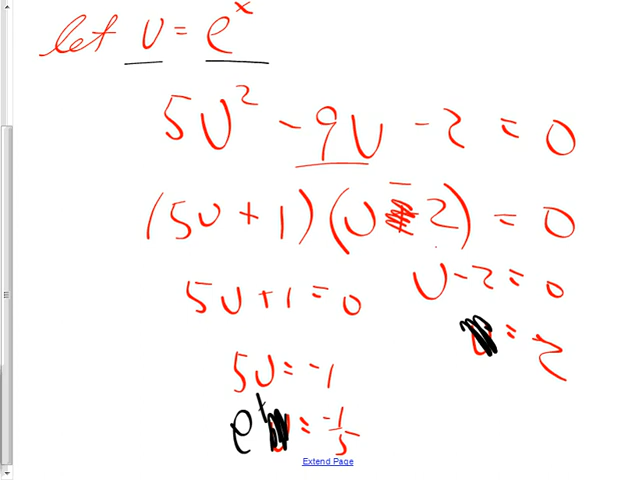 let u = e^x
5u² - 9u - 2 = 0
(5u + 1)(u - 2) = 0
5u + 1 = 0
u - 2 = 0
= 2
5u = -1
e^x = -1/5
Extend Page